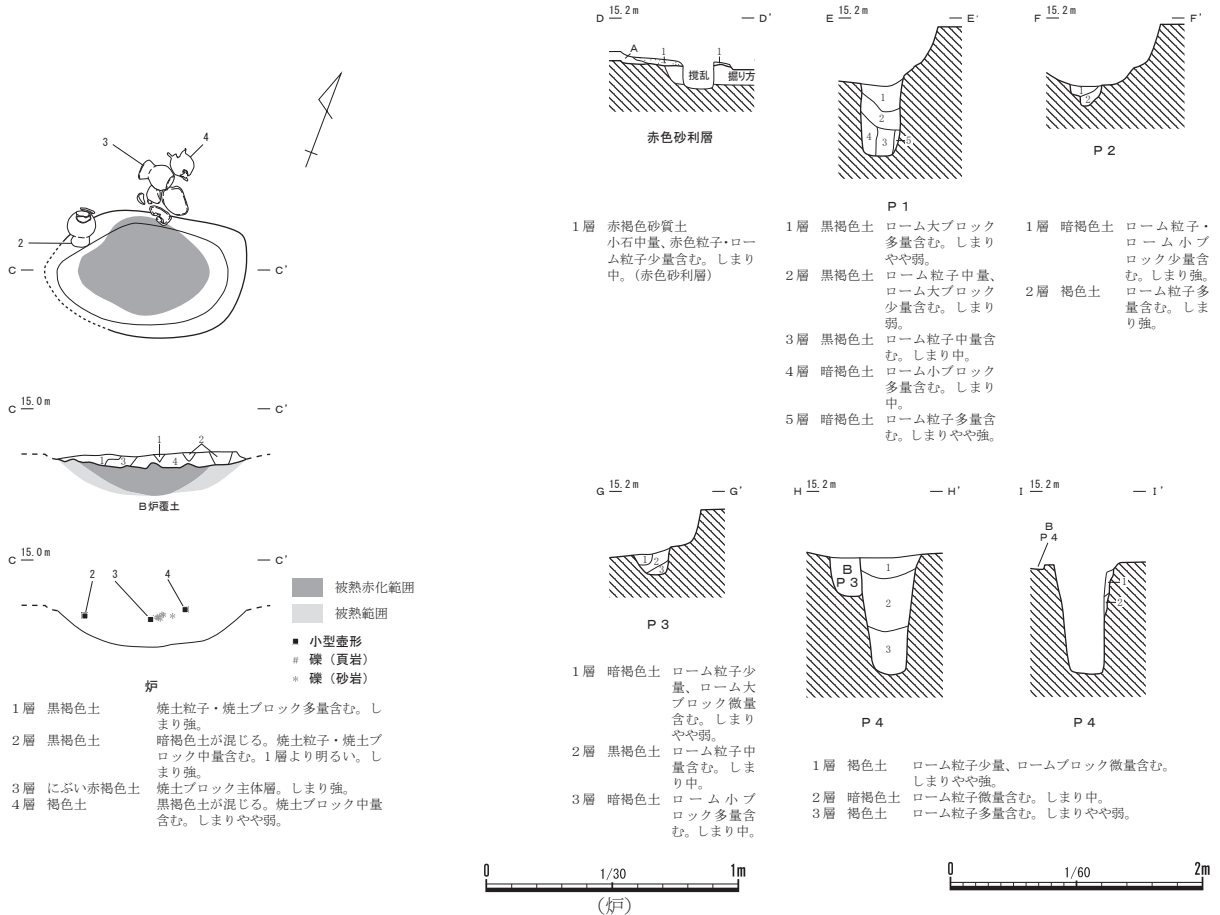 3
4
2
C
C'
C 15.0m
C'
1
2
1
3
4
B炉覆土
C 15.0m
C'
2
3
4
被熱赤化範囲
被熱範囲
■ 小型壺形
# 礫（頁岩）
* 礫（砂岩）
炉
1層 黒褐色土 焼土粒子・焼土ブロック多量含む。し
まり強。
2層 黒褐色土 暗褐色土が混じる。焼土粒子・焼土ブ
ロック中量含む。1層より明るい。し
まり強。
3層 にぶい赤褐色土 焼土ブロック主体層。しまり強。
4層 褐色土 黒褐色土が混じる。焼土ブロック中量
含む。しまりやや弱。
D 15.2m
D'
A
1
1
撹乱
掘り方
赤色砂利層
1層 赤褐色砂質土
小石中量、赤色粒子・ロー
ム粒子少量含む。しまり
中。（赤色砂利層）
E 15.2m
E'
1
2
4
3
5
P1
1層 黒褐色土 ローム大ブロック
多量含む。しまり
やや弱。
2層 黒褐色土 ローム粒子中量、
ローム大ブロック
少量含む。しまり
弱。
3層 黒褐色土 ローム粒子中量含
む。しまり中。
4層 暗褐色土 ローム小ブロック
多量含む。しまり
中。
5層 暗褐色土 ローム粒子多量含
む。しまりやや強。
F 15.2m
F'
1
2
P2
1層 暗褐色土 ローム粒子・
ローム小ブ
ロック少量含
む。しまり強。
2層 褐色土 ローム粒子多
量含む。しま
り強。
G 15.2m
G'
1
2
3
P3
1層 暗褐色土 ローム粒子少
量、ローム大
ブロック微量
含む。しまり
やや弱。
2層 黒褐色土 ローム粒子中
量含む。しま
り中。
3層 暗褐色土 ローム小ブ
ロック多量含
む。しまり中。
H 15.2m
H'
B
P3
1
2
3
P4
I 15.2m
I'
B
P4
1
2
P4
1層 褐色土 ローム粒子少量、ロームブロック微量含む。
しまりやや強。
2層 暗褐色土 ローム粒子微量含む。しまり中。
3層 褐色土 ローム粒子多量含む。しまりやや弱。
0 1/30 1m
（炉）
0 1/60 2m